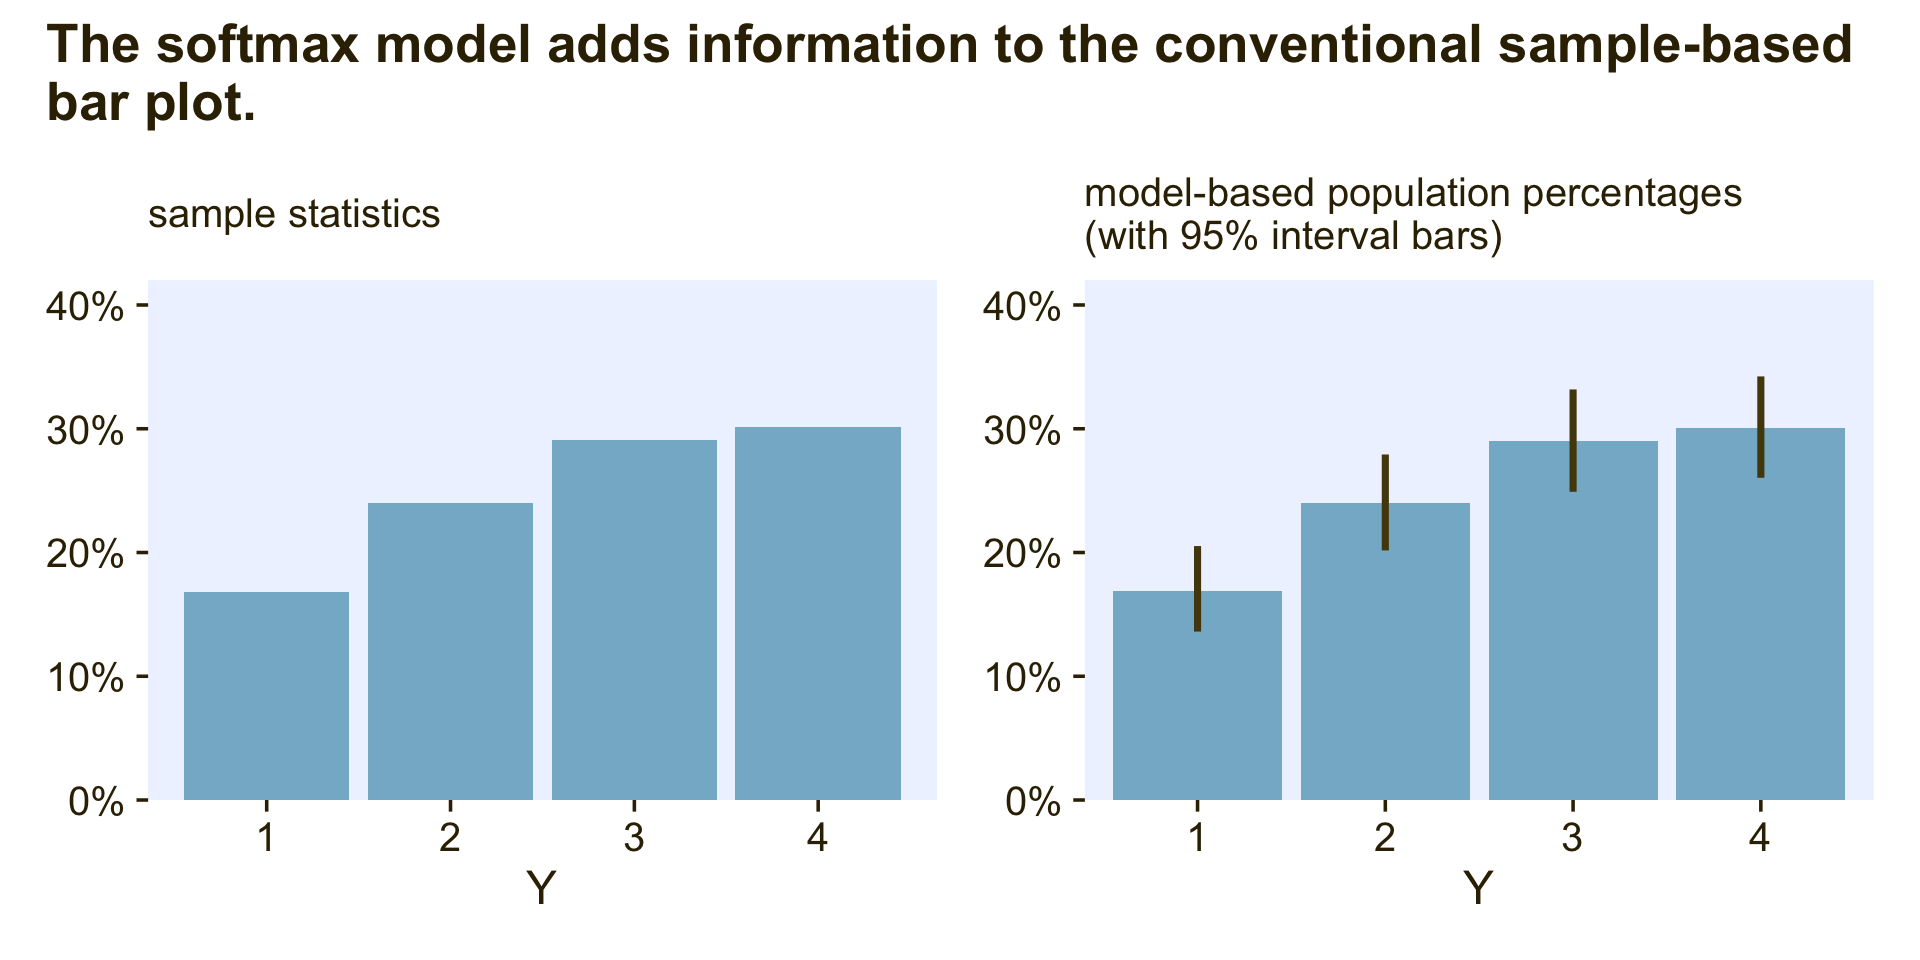 The softmax model adds information to the conventional sample-based
bar plot.
sample statistics
40%
30%
20%
10%
0%
1 2 3 4
Y
model-based population percentages
(with 95% interval bars)
40%
30%
20%
10%
0%
1 2 3 4
Y